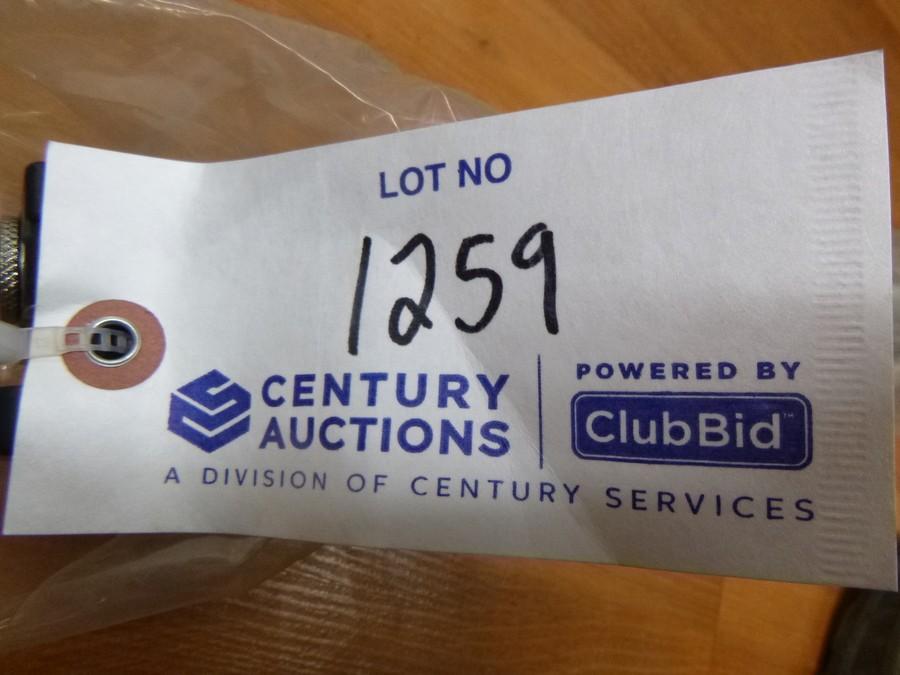 LOT NO
1259
CENTURY AUCTIONS
POWERED BY
ClubBid™
A DIVISION OF CENTURY SERVICES